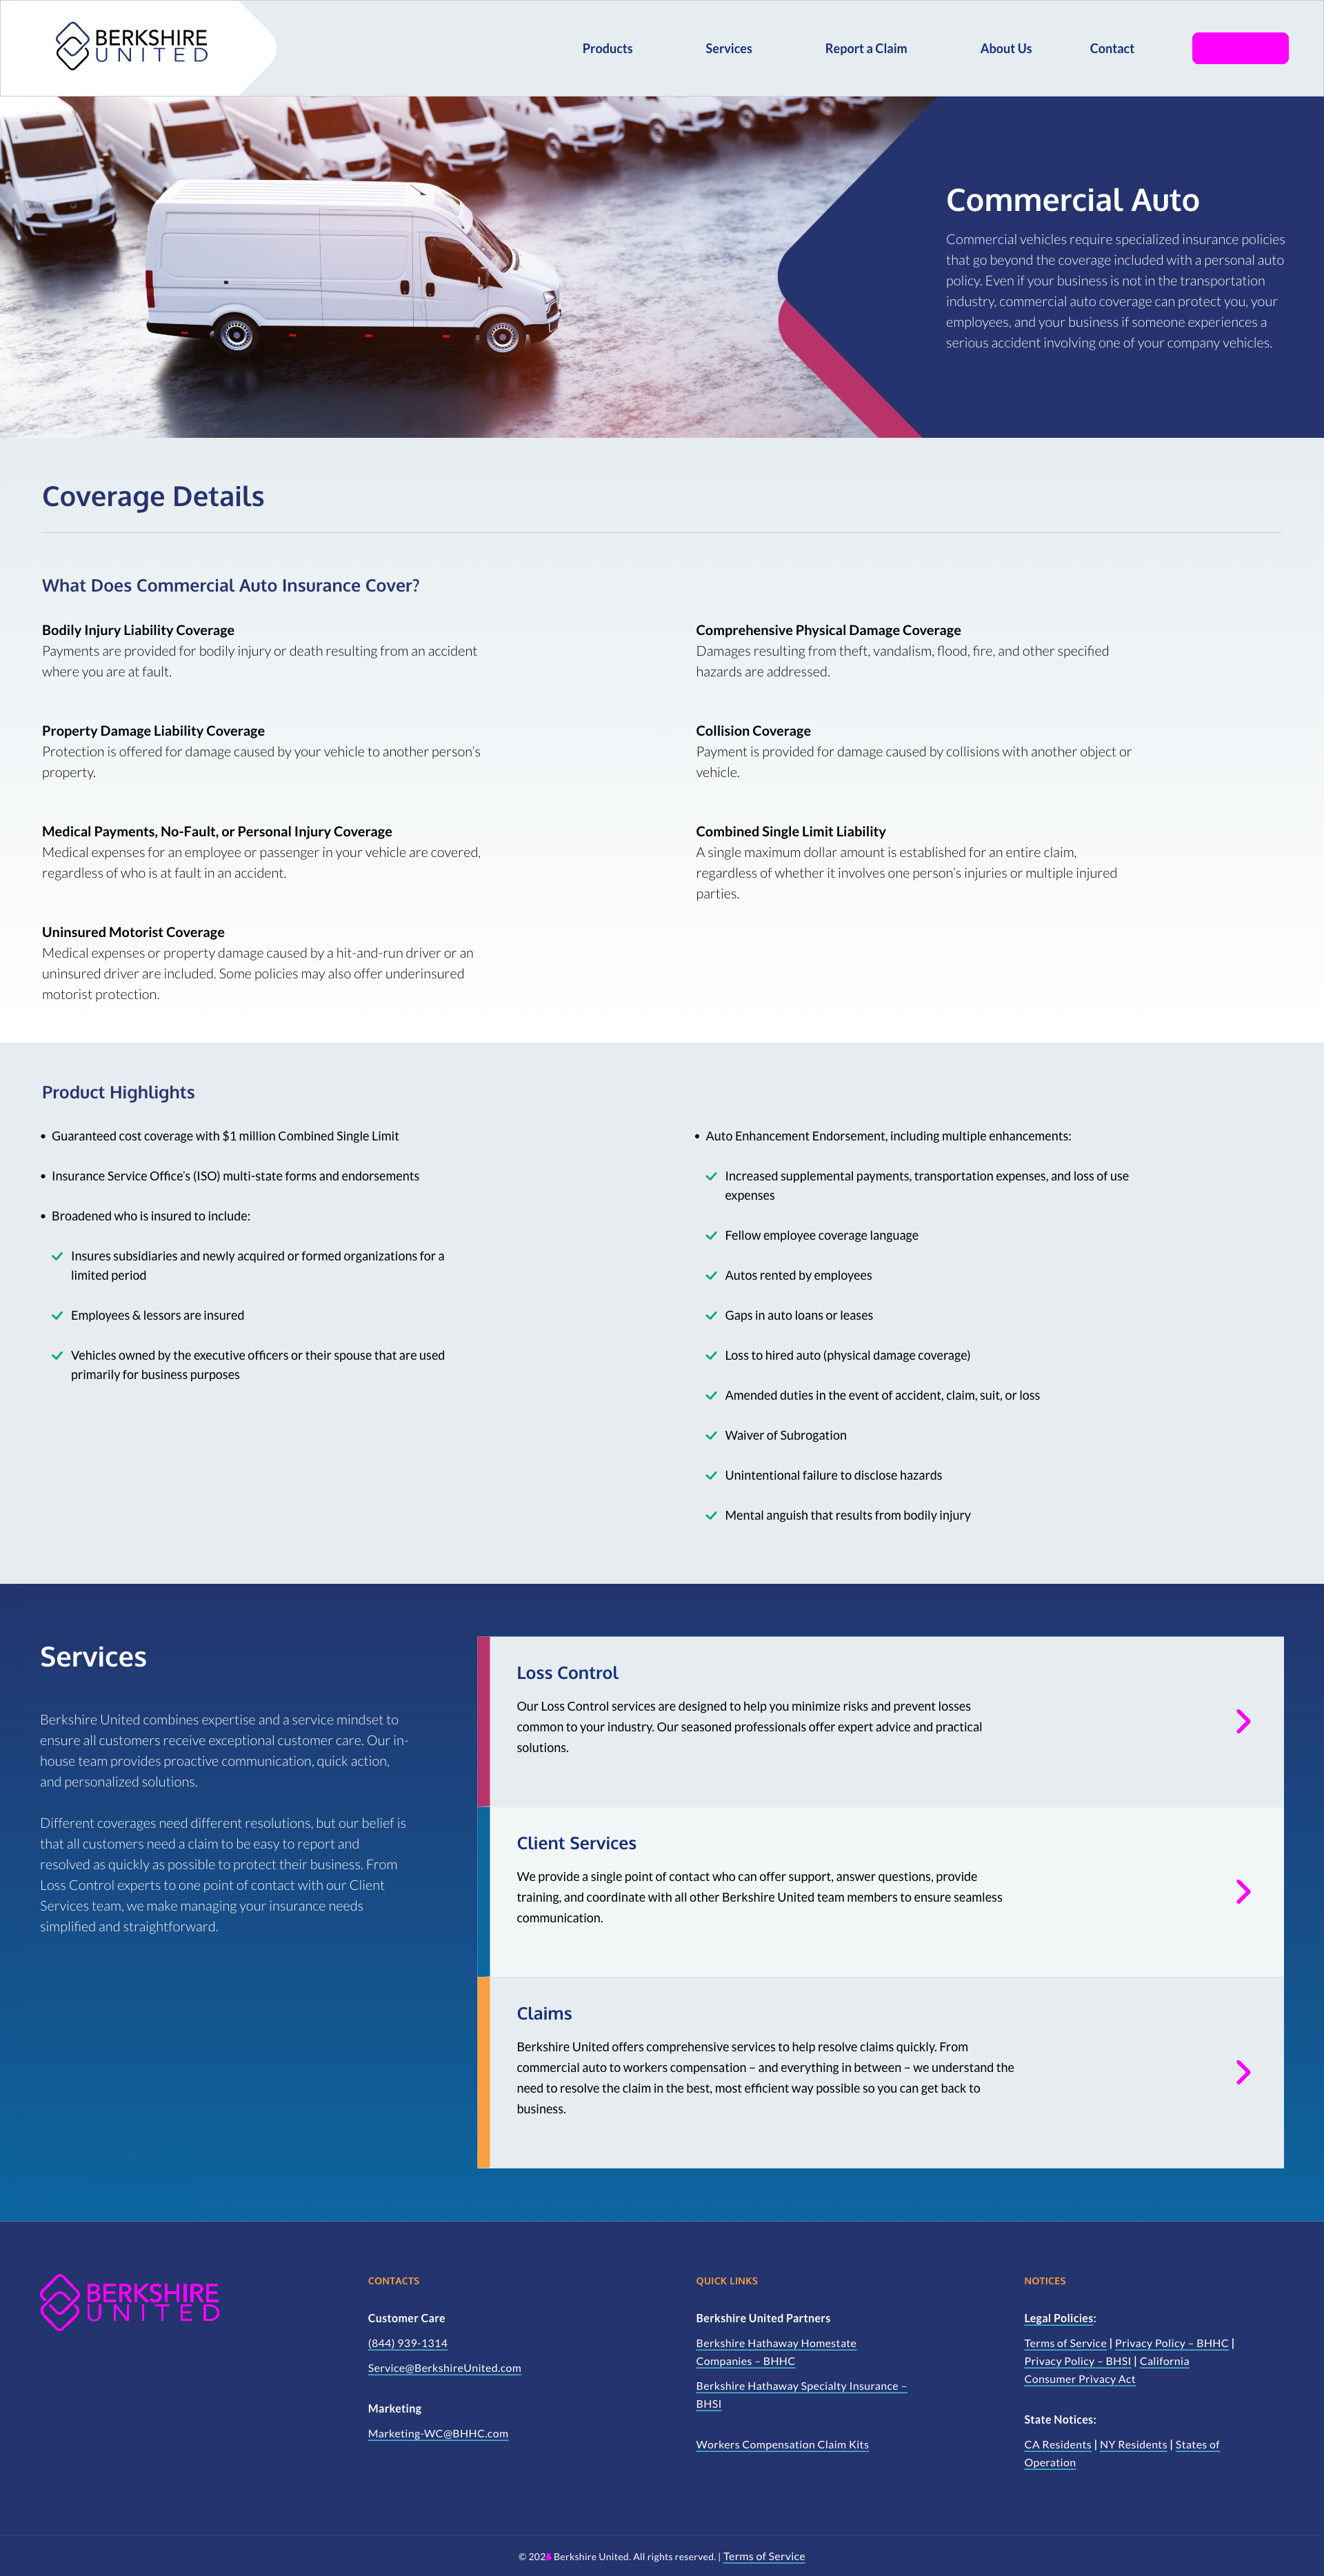 BERKSHIRE
UNITED
Products
Services
Report a Claim
About Us
Contact
Commercial Auto
Commercial vehicles require specialized insurance policies
that go beyond the coverage included with a personal auto
policy. Even if your business is not in the transportation
industry, commercial auto coverage can protect you, your
employees, and your business if someone experiences a
serious accident involving one of your company vehicles.
Coverage Details
What Does Commercial Auto Insurance Cover?
Bodily Injury Liability Coverage
Payments are provided for bodily injury or death resulting from an accident
where you are at fault.
Property Damage Liability Coverage
Protection is offered for damage caused by your vehicle to another person’s
property.
Medical Payments, No-Fault, or Personal Injury Coverage
Medical expenses for an employee or passenger in your vehicle are covered,
regardless of who is at fault in an accident.
Uninsured Motorist Coverage
Medical expenses or property damage caused by a hit-and-run driver or an
uninsured driver are included. Some policies may also offer underinsured
motorist protection.
Comprehensive Physical Damage Coverage
Damages resulting from theft, vandalism, flood, fire, and other specified
hazards are addressed.
Collision Coverage
Payment is provided for damage caused by collisions with another object or
vehicle.
Combined Single Limit Liability
A single maximum dollar amount is established for an entire claim,
regardless of whether it involves one person’s injuries or multiple injured
parties.
Product Highlights
• Guaranteed cost coverage with $1 million Combined Single Limit
• Insurance Service Office’s (ISO) multi-state forms and endorsements
• Broadened who is insured to include:
Insures subsidiaries and newly acquired or formed organizations for a
limited period
Employees & lessors are insured
Vehicles owned by the executive officers or their spouse that are used
primarily for business purposes
• Auto Enhancement Endorsement, including multiple enhancements:
Increased supplemental payments, transportation expenses, and loss of use
expenses
Fellow employee coverage language
Autos rented by employees
Gaps in auto loans or leases
Loss to hired auto (physical damage coverage)
Amended duties in the event of accident, claim, suit, or loss
Waiver of Subrogation
Unintentional failure to disclose hazards
Mental anguish that results from bodily injury
Services
Berkshire United combines expertise and a service mindset to
ensure all customers receive exceptional customer care. Our in-
house team provides proactive communication, quick action,
and personalized solutions.
Different coverages need different resolutions, but our belief is
that all customers need a claim to be easy to report and
resolved as quickly as possible to protect their business. From
Loss Control experts to one point of contact with our Client
Services team, we make managing your insurance needs
simplified and straightforward.
Loss Control
Our Loss Control services are designed to help you minimize risks and prevent losses
common to your industry. Our seasoned professionals offer expert advice and practical
solutions.
Client Services
We provide a single point of contact who can offer support, answer questions, provide
training, and coordinate with all other Berkshire United team members to ensure seamless
communication.
Claims
Berkshire United offers comprehensive services to help resolve claims quickly. From
commercial auto to workers compensation – and everything in between – we understand the
need to resolve the claim in the best, most efficient way possible so you can get back to
business.
BERKSHIRE
UNITED
CONTACTS
Customer Care
(844) 939-1314
Service@BerkshireUnited.com
Marketing
Marketing-WC@BHHC.com
QUICK LINKS
Berkshire United Partners
Berkshire Hathaway Homestate
Companies – BHHC
Berkshire Hathaway Specialty Insurance –
BHSI
Workers Compensation Claim Kits
NOTICES
Legal Policies:
Terms of Service | Privacy Policy – BHHC |
Privacy Policy – BHSI | California
Consumer Privacy Act
State Notices:
CA Residents | NY Residents | States of
Operation
© Berkshire United. All rights reserved. | Terms of Service